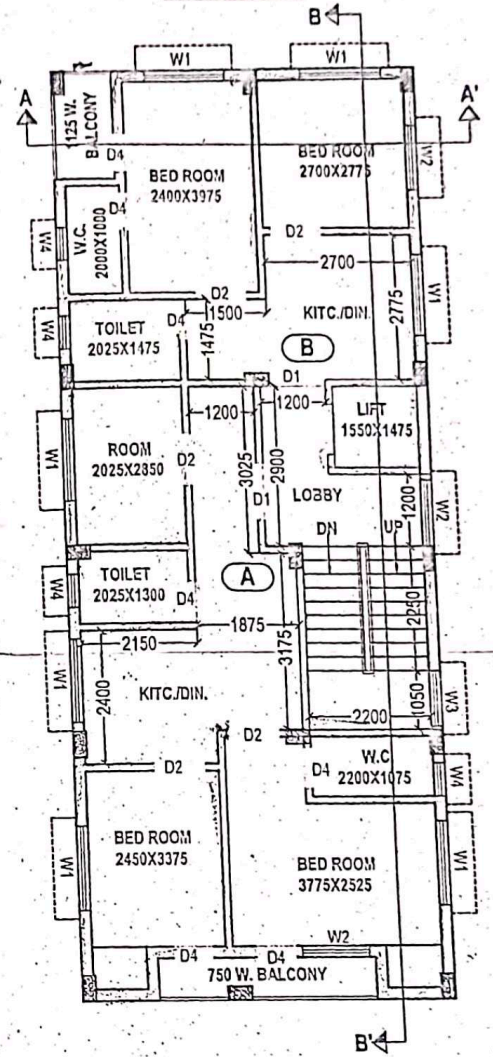 B
W1
W1
A
A'
1125 W.
BALCONY
D4
BED ROOM
2400X3975
BED ROOM
2700X2775
W2
W.C.
2000X1000
D4
W4
D2
2700
D2
1500
KITC./DIN.
2775
W1
W4
TOILET
2025X1475
D4
1475
B
D1
1200
1200
LIFT
1550X1475
ROOM
2025X2850
W1
D2
3025
2900
D1
LOBBY
1200
W2
DN
UP
TOILET
2025X1300
W4
D4
A
2250
1875
2150
3175
W1
2400
KITC./DIN.
2200
1050
W3
D2
D2
W.C
2200X1075
D4
W4
BED ROOM
2450X3375
W1
BED ROOM
3775X2525
W1
W2
D4
D4
750 W. BALCONY
B'